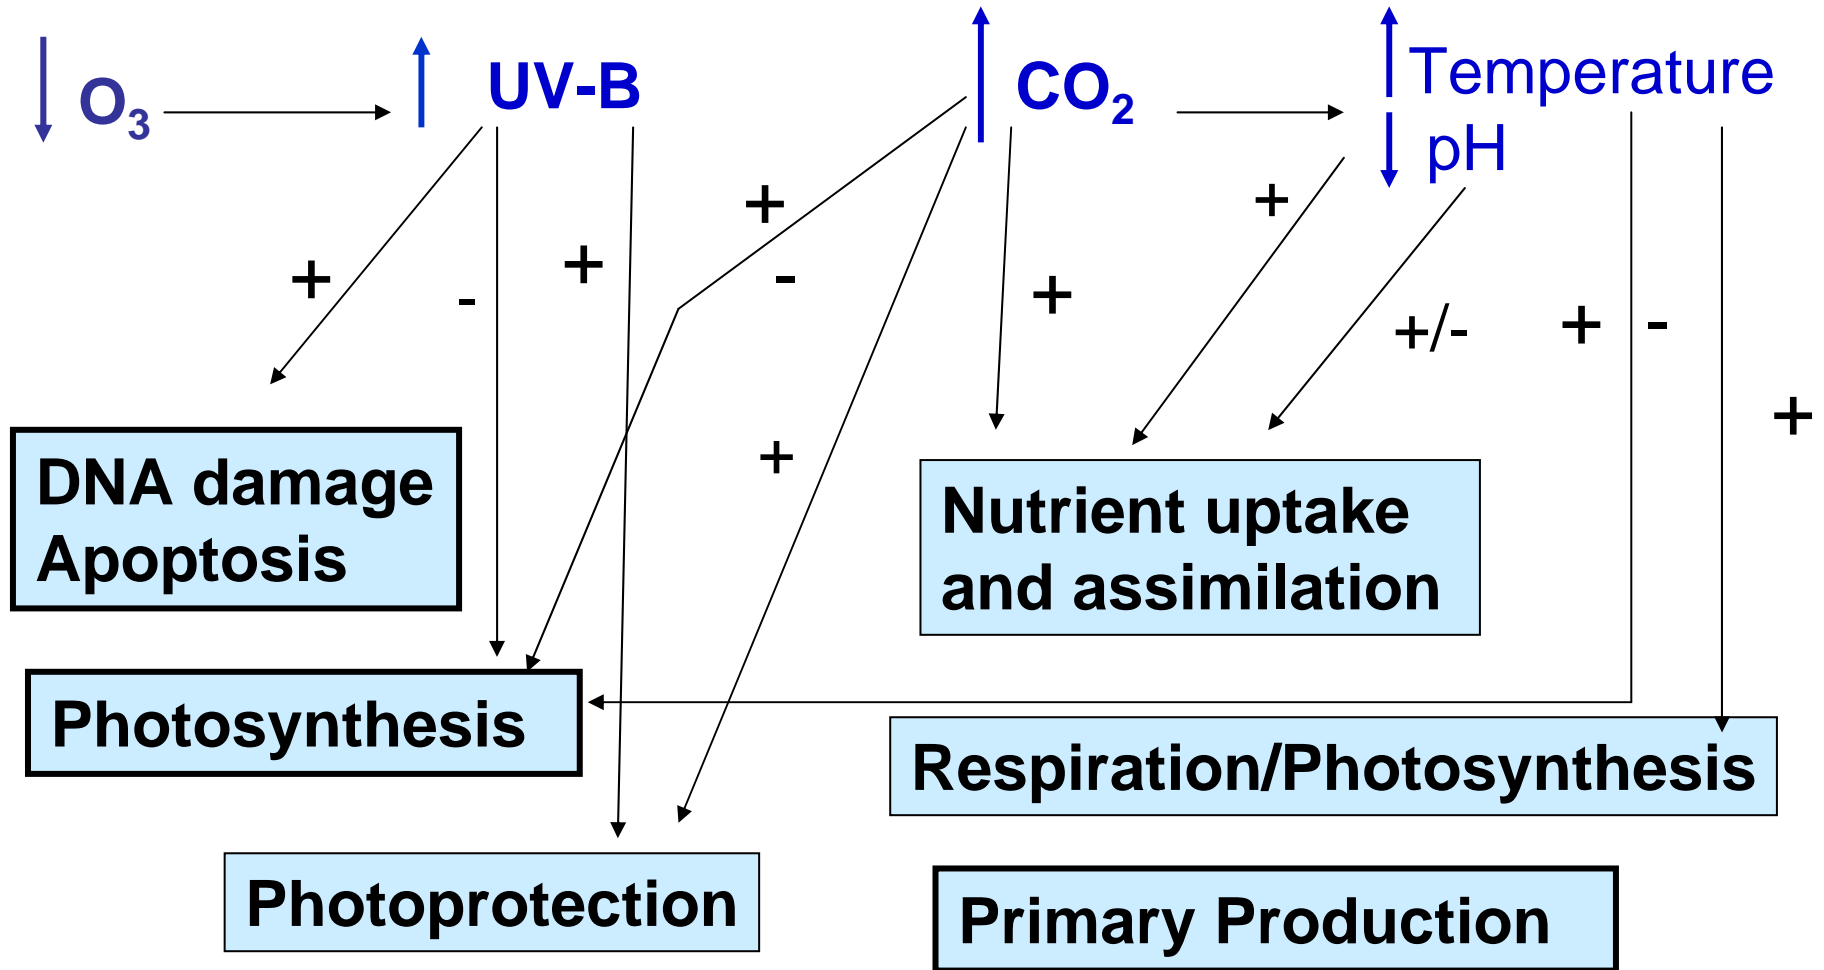 O₃
UV-B
CO₂
Temperature
pH
+
+
+
-
+
-
+
+
-
+/-
+
-
+
+
DNA damage
Apoptosis
Nutrient uptake
and assimilation
Photosynthesis
Respiration/Photosynthesis
Photoprotection
Primary Production